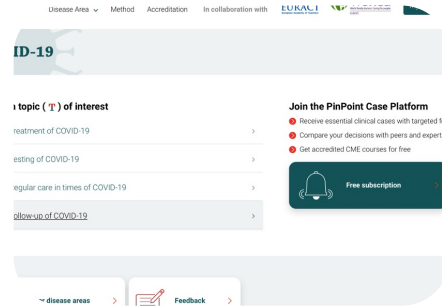 Disease Area Method Accreditation In collaboration with EURACT
ID-19
topic ( T ) of interest
reatment of COVID-19
esting of COVID-19
egular care in times of COVID-19
ollow-up of COVID-19
Join the PinPoint Case Platform
Receive essential clinical cases with targeted f
Compare your decisions with peers and expert
Get accredited CME courses for free
Free subscription
disease areas
Feedback